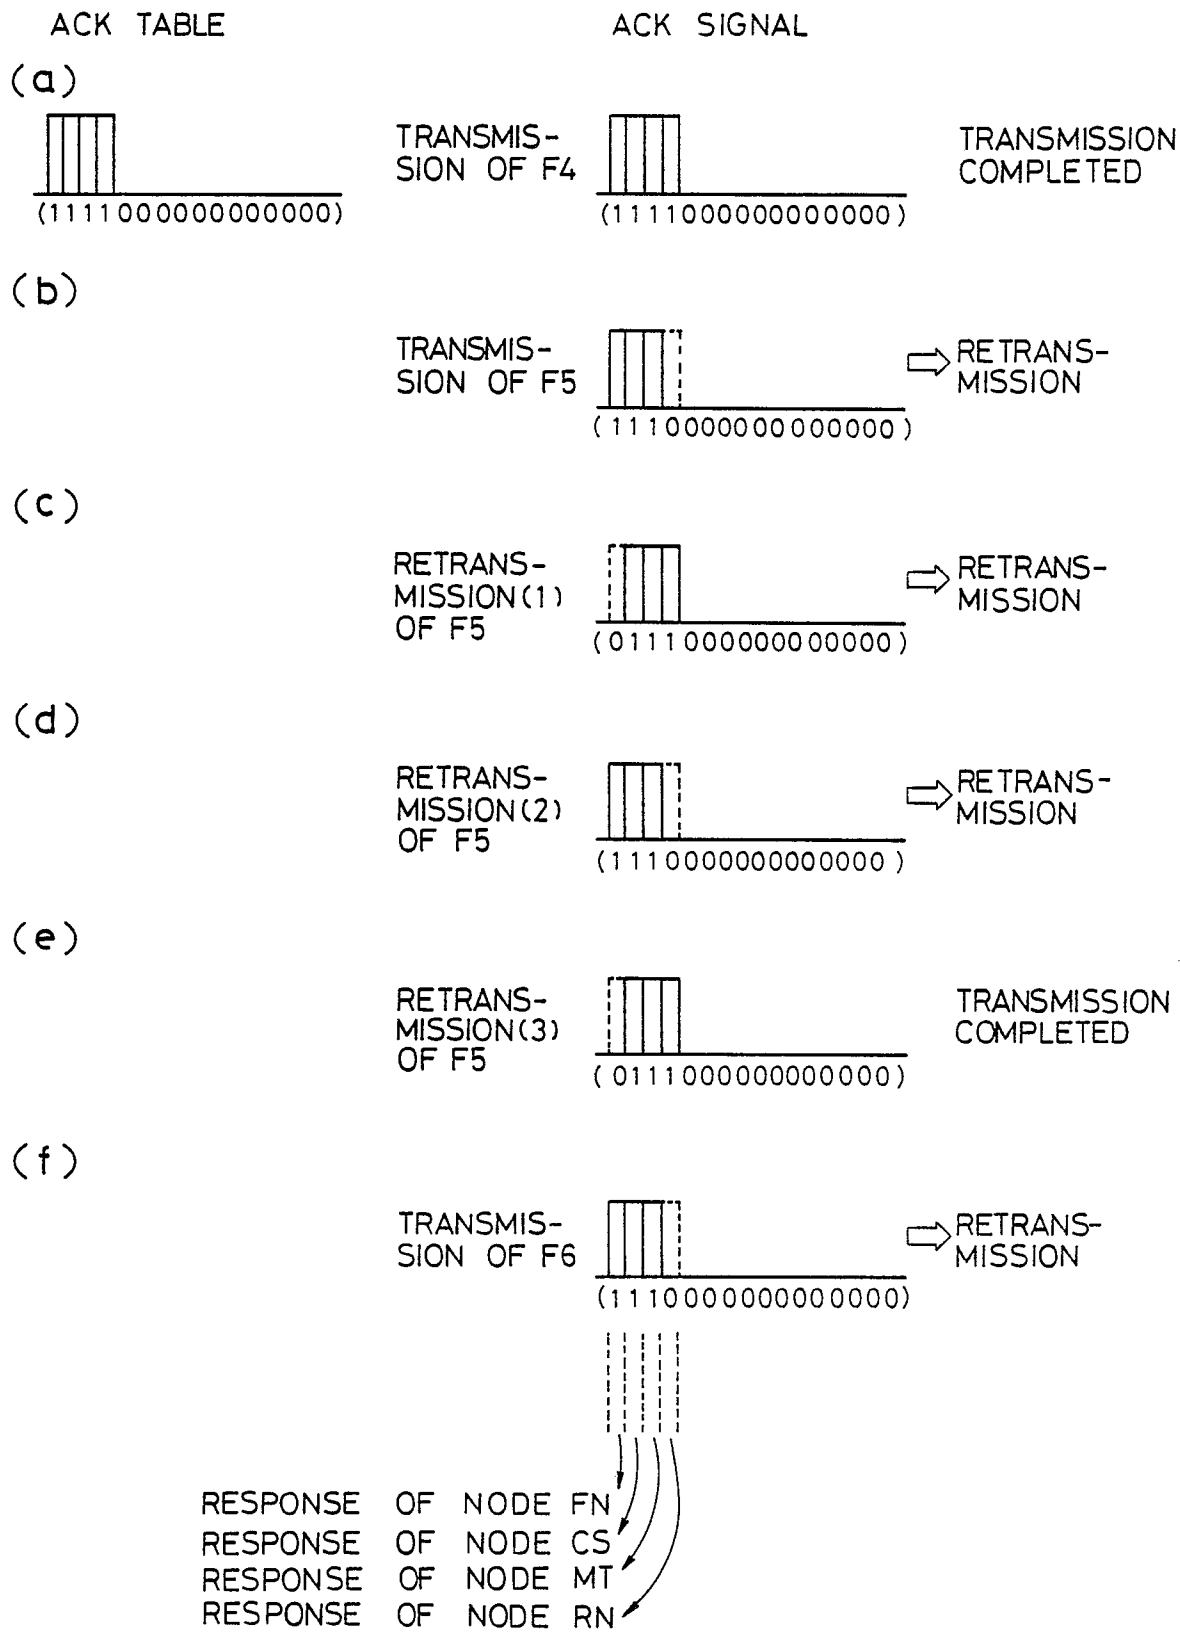 ACK TABLE
ACK SIGNAL
(a)
(1111000000000000)
TRANSMIS-
SION OF F4
(1111000000000000)
TRANSMISSION
COMPLETED
(b)
TRANSMIS-
SION OF F5
(1110000000000000)
RETRANS-
MISSION
(c)
RETRANS-
MISSION(1)
OF F5
(0111000000000000)
RETRANS-
MISSION
(d)
RETRANS-
MISSION(2)
OF F5
(1110000000000000)
RETRANS-
MISSION
(e)
RETRANS-
MISSION(3)
OF F5
(0111000000000000)
TRANSMISSION
COMPLETED
(f)
TRANSMIS-
SION OF F6
(1110000000000000)
RETRANS-
MISSION
RESPONSE OF NODE FN
RESPONSE OF NODE CS
RESPONSE OF NODE MT
RESPONSE OF NODE RN